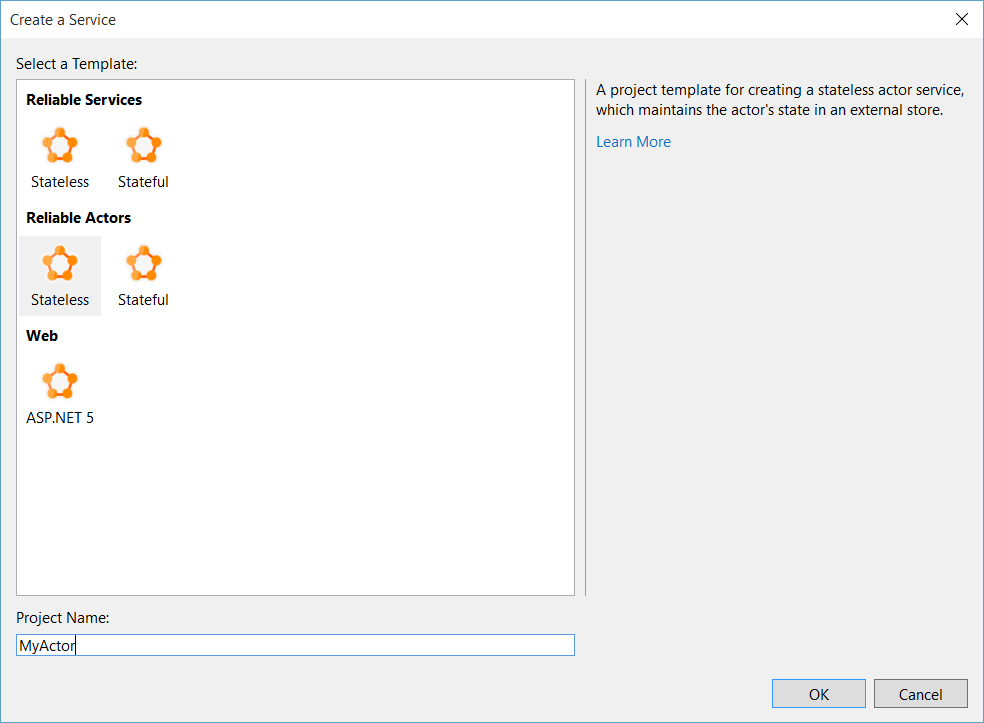 Create a Service
Select a Template:
Reliable Services
Stateless Stateful
Reliable Actors
Stateless Stateful
Web
ASP.NET 5
A project template for creating a stateless actor service,
which maintains the actor's state in an external store.
Learn More
Project Name:
MyActor
OK Cancel